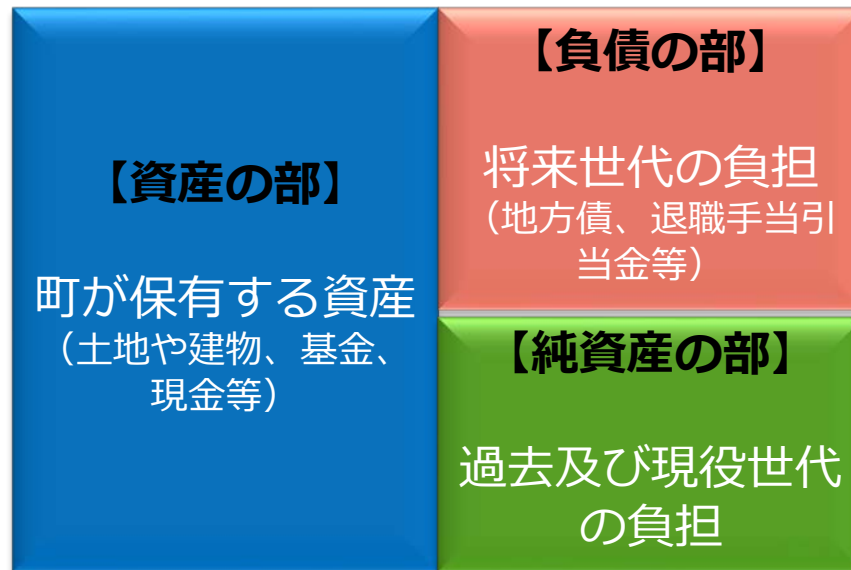 【資産の部】
町が保有する資産
（土地や建物、基金、
現金等）
【負債の部】
将来世代の負担
（地方債、退職手当引
当金等）
【純資産の部】
過去及び現役世代
の負担